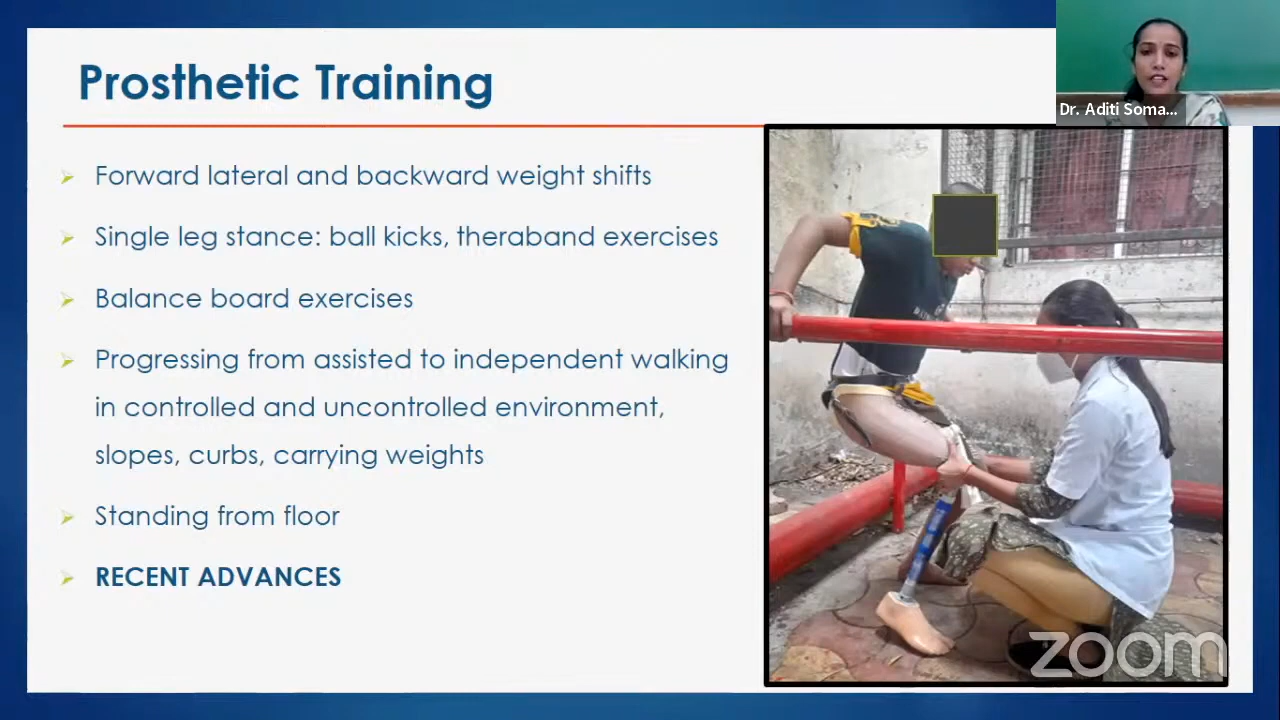 Prosthetic Training
Dr. Aditi Soma...
Forward lateral and backward weight shifts
Single leg stance: ball kicks, theraband exercises
Balance board exercises
Progressing from assisted to independent walking
in controlled and uncontrolled environment,
slopes, curbs, carrying weights
Standing from floor
RECENT ADVANCES
zoom